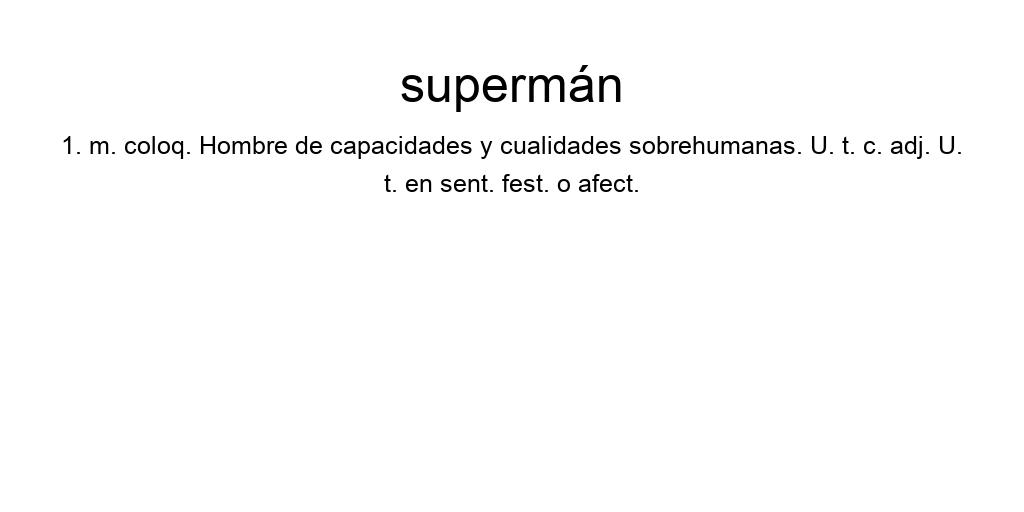 supermán
1. m. coloq. Hombre de capacidades y cualidades sobrehumanas. U. t. c. adj. U.
t. en sent. fest. o afect.